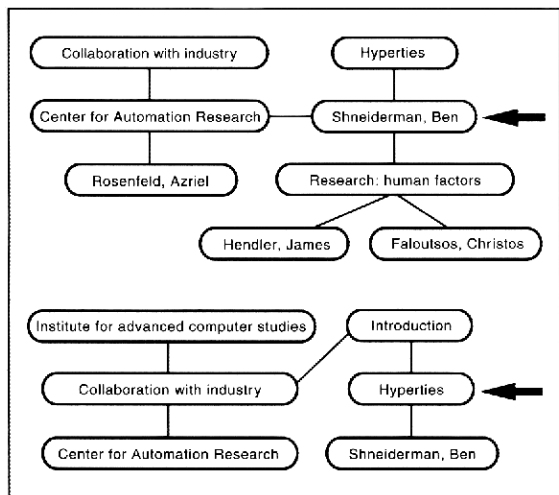 Collaboration with industry
Hyperties
Center for Automation Research
Shneiderman, Ben
Rosenfeld, Azriel
Research: human factors
Hendler, James
Faloutsos, Christos
Institute for advanced computer studies
Introduction
Collaboration with industry
Hyperties
Center for Automation Research
Shneiderman, Ben